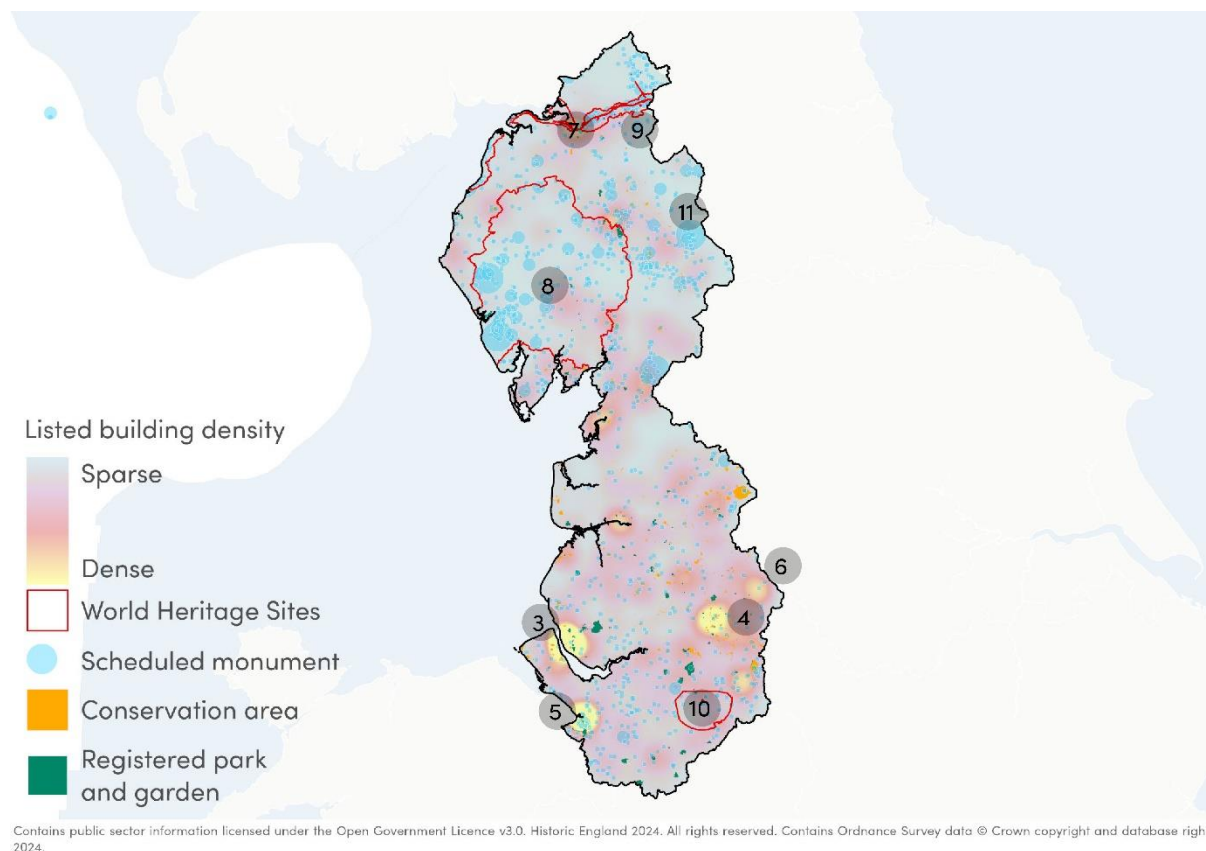 7
9
11
8
Listed building density
Sparse
Dense
World Heritage Sites
Scheduled monument
Conservation area
Registered park
and garden
6
3
4
5
10
Contains public sector information licensed under the Open Government Licence v3.0. Historic England 2024. All rights reserved. Contains Ordnance Survey data © Crown copyright and database righ
2024.